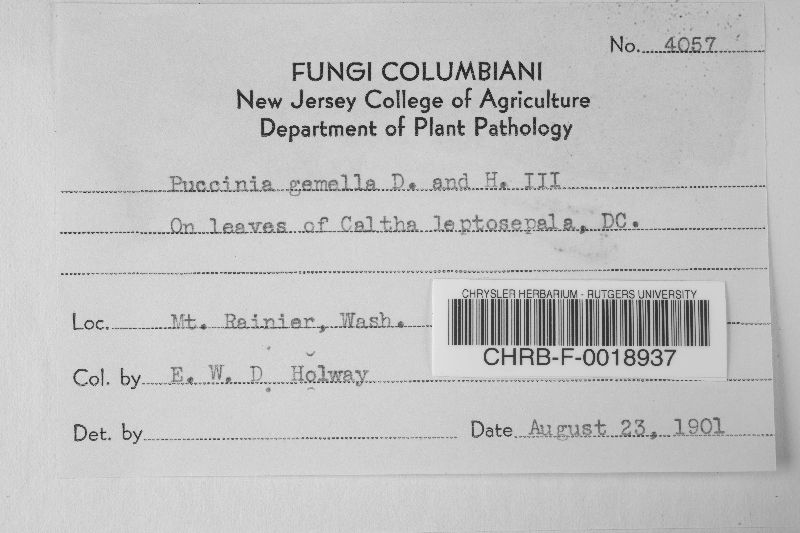 No. 4057
FUNGI COLUMBIANI
New Jersey College of Agriculture
Department of Plant Pathology
Puccinia gemella D. and H. III
On leaves of Caltha leptosepala, DC.
CHRYSLER HERBARIUM - RUTGERS UNIVERSITY
CHRB-F-0018937
Loc. Mt. Rainier, Wash.
Col. by E. W. D. Holway
Det. by
Date August 23, 1901